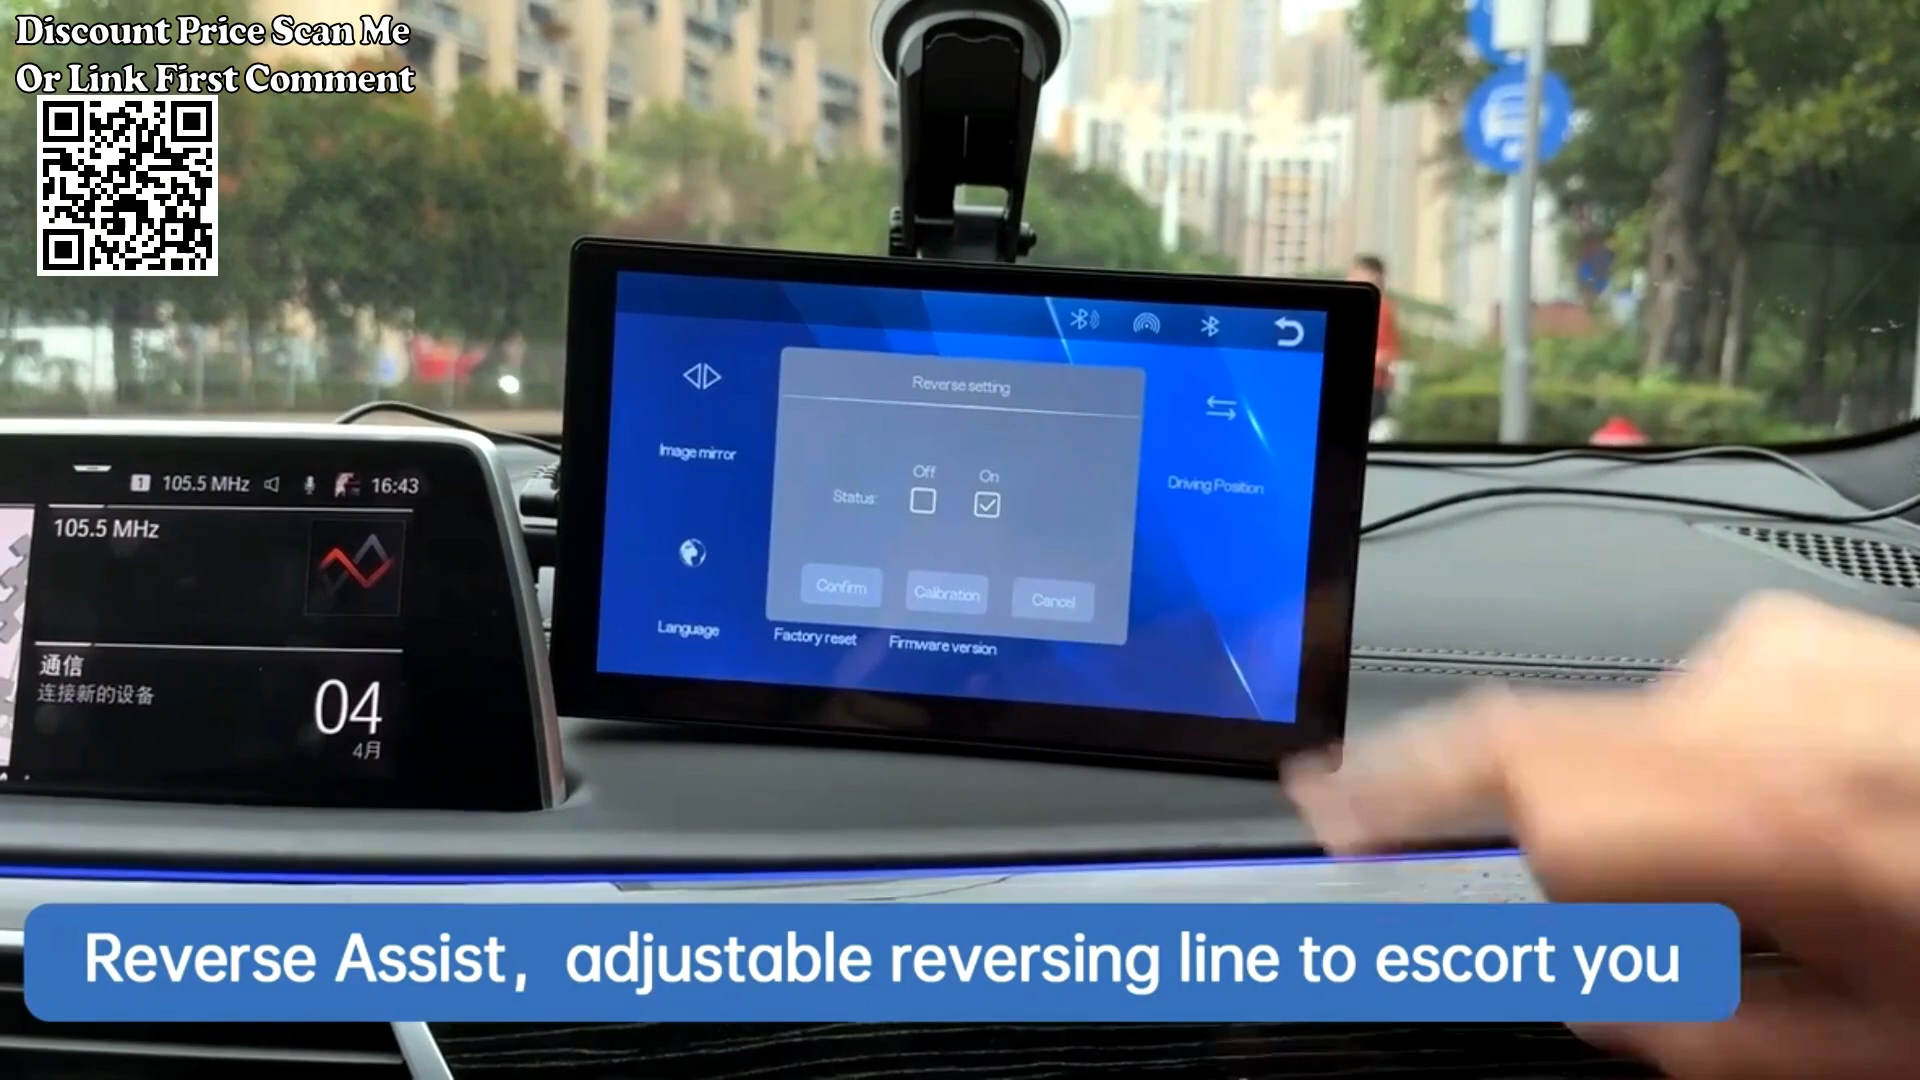 Discount Price Scan Me
Or Link First Comment
Reverse setting
Image mirror
Off
On
Status:
Driving Position
Confirm
Calibration
Cancel
Language
Factory reset
Firmware version
1 105.5 MHz 16:43
105.5 MHz
通信
连接新的设备
04
4月
Reverse Assist, adjustable reversing line to escort you